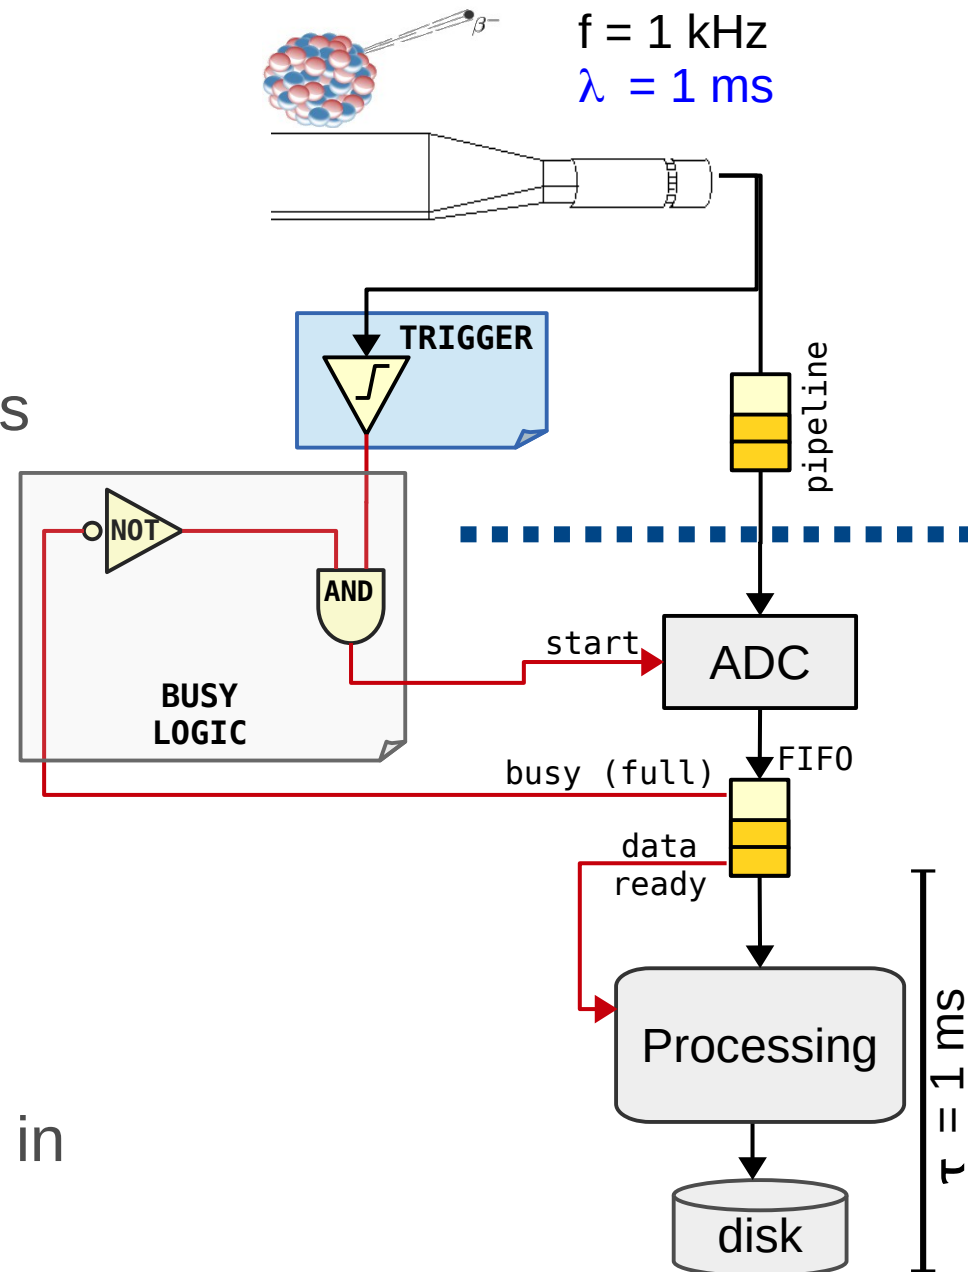 β⁻
f = 1 kHz
λ = 1 ms
TRIGGER
pipeline
s
NOT
AND
start
ADC
BUSY
LOGIC
FIFO
busy (full)
data
ready
Processing
τ = 1 ms
in
disk